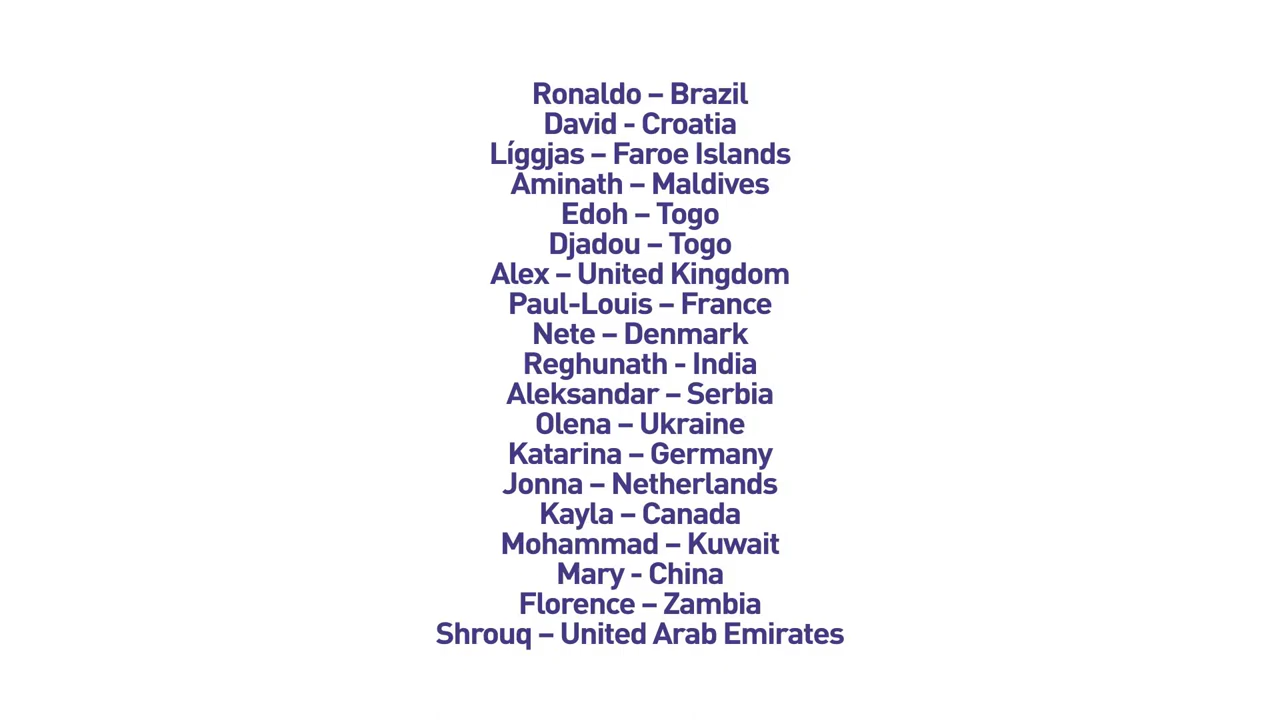 Ronaldo – Brazil
David - Croatia
Líggjas – Faroe Islands
Aminath – Maldives
Edoh – Togo
Djadou – Togo
Alex – United Kingdom
Paul-Louis – France
Nete – Denmark
Reghunath - India
Aleksandar – Serbia
Olena – Ukraine
Katarina – Germany
Jonna – Netherlands
Kayla – Canada
Mohammad – Kuwait
Mary - China
Florence – Zambia
Shrouq – United Arab Emirates